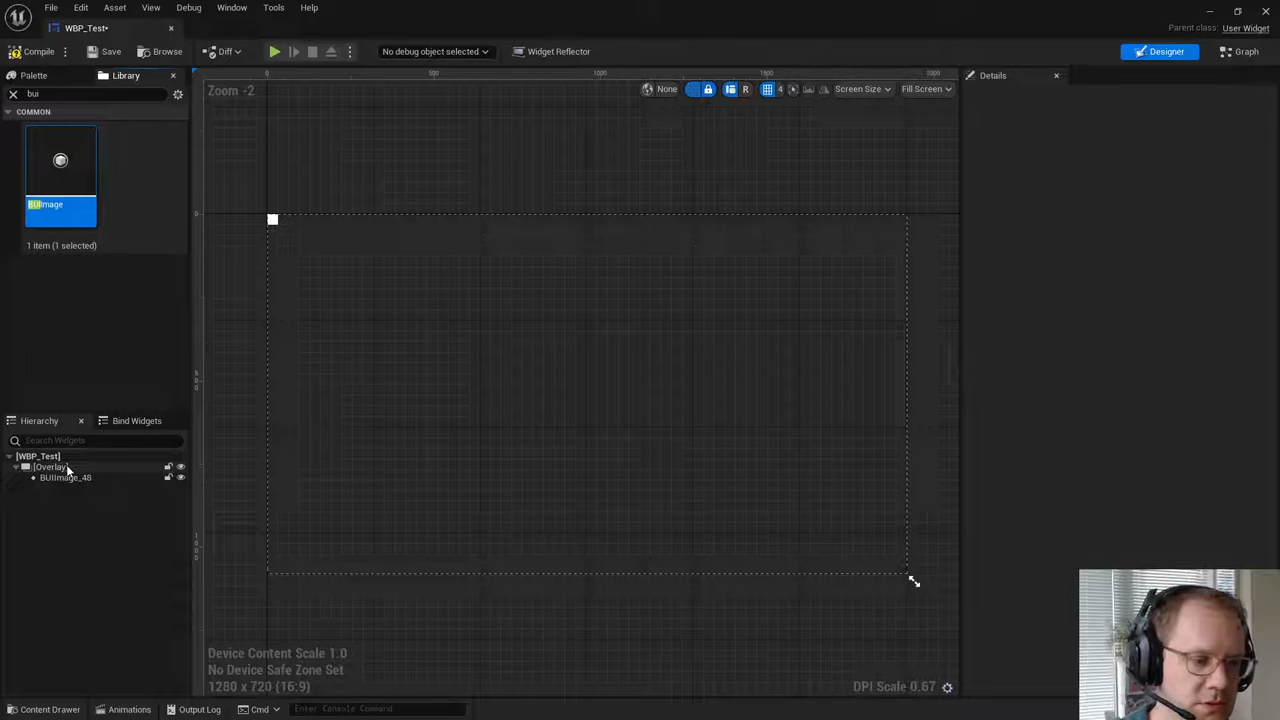 File Edit Asset View Debug Window Tools Help
WBP_Test•
Parent class: User Widget
Compile Save Browse Diff No debug object selected Widget Reflector Designer Graph
Palette Library Details
bui
COMMON
BUIImage
1 item (1 selected)
0 500 1000 1500
Zoom -2 None R 4 Screen Size Fill Screen
Hierarchy Bind Widgets
Search Widgets
[WBP_Test]
[Overlay]
BUIImage_48
Device Content Scale 1.0
No Device Safe Zone Set
1280 x 720 (16:9)
DPI Scale 0.67
Content Drawer Animations Output Log Cmd Enter Console Command